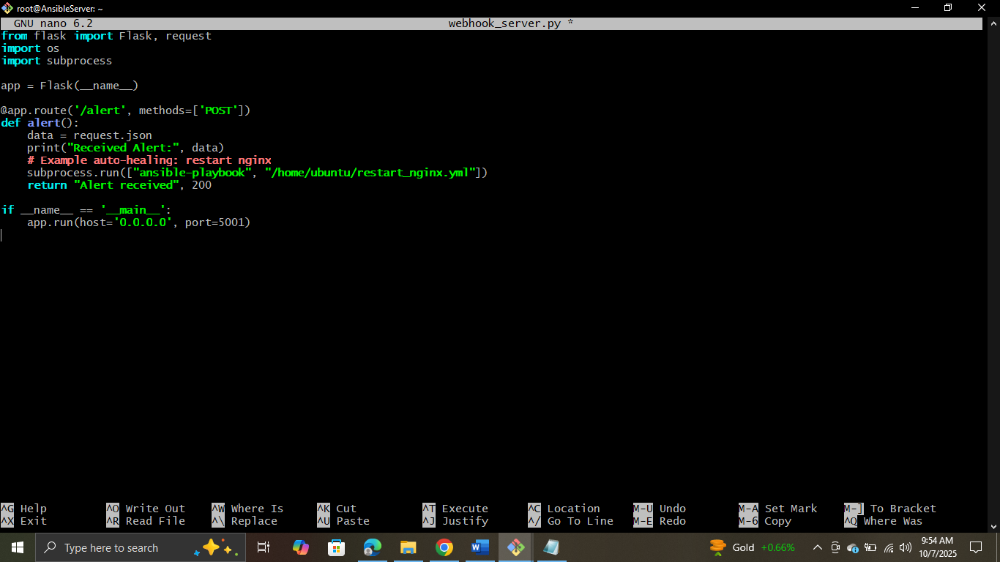 root@AnsibleServer: ~
GNU nano 6.2 webhook_server.py *
from flask import Flask, request
import os
import subprocess
app = Flask(__name__)
@app.route('/alert', methods=['POST'])
def alert():
    data = request.json
    print("Received Alert:", data)
    # Example auto-healing: restart nginx
    subprocess.run(["ansible-playbook", "/home/ubuntu/restart_nginx.yml"])
    return "Alert received", 200
if __name__ == '__main__':
    app.run(host='0.0.0.0', port=5001)
^G Help ^O Write Out ^W Where Is ^K Cut ^T Execute ^C Location M-U Undo M-A Set Mark M-] To Bracket
^X Exit ^R Read File ^\ Replace ^U Paste ^J Justify ^/ Go To Line M-E Redo M-6 Copy ^Q Where Was
Type here to search
Gold +0.66%
9:54 AM
10/7/2025